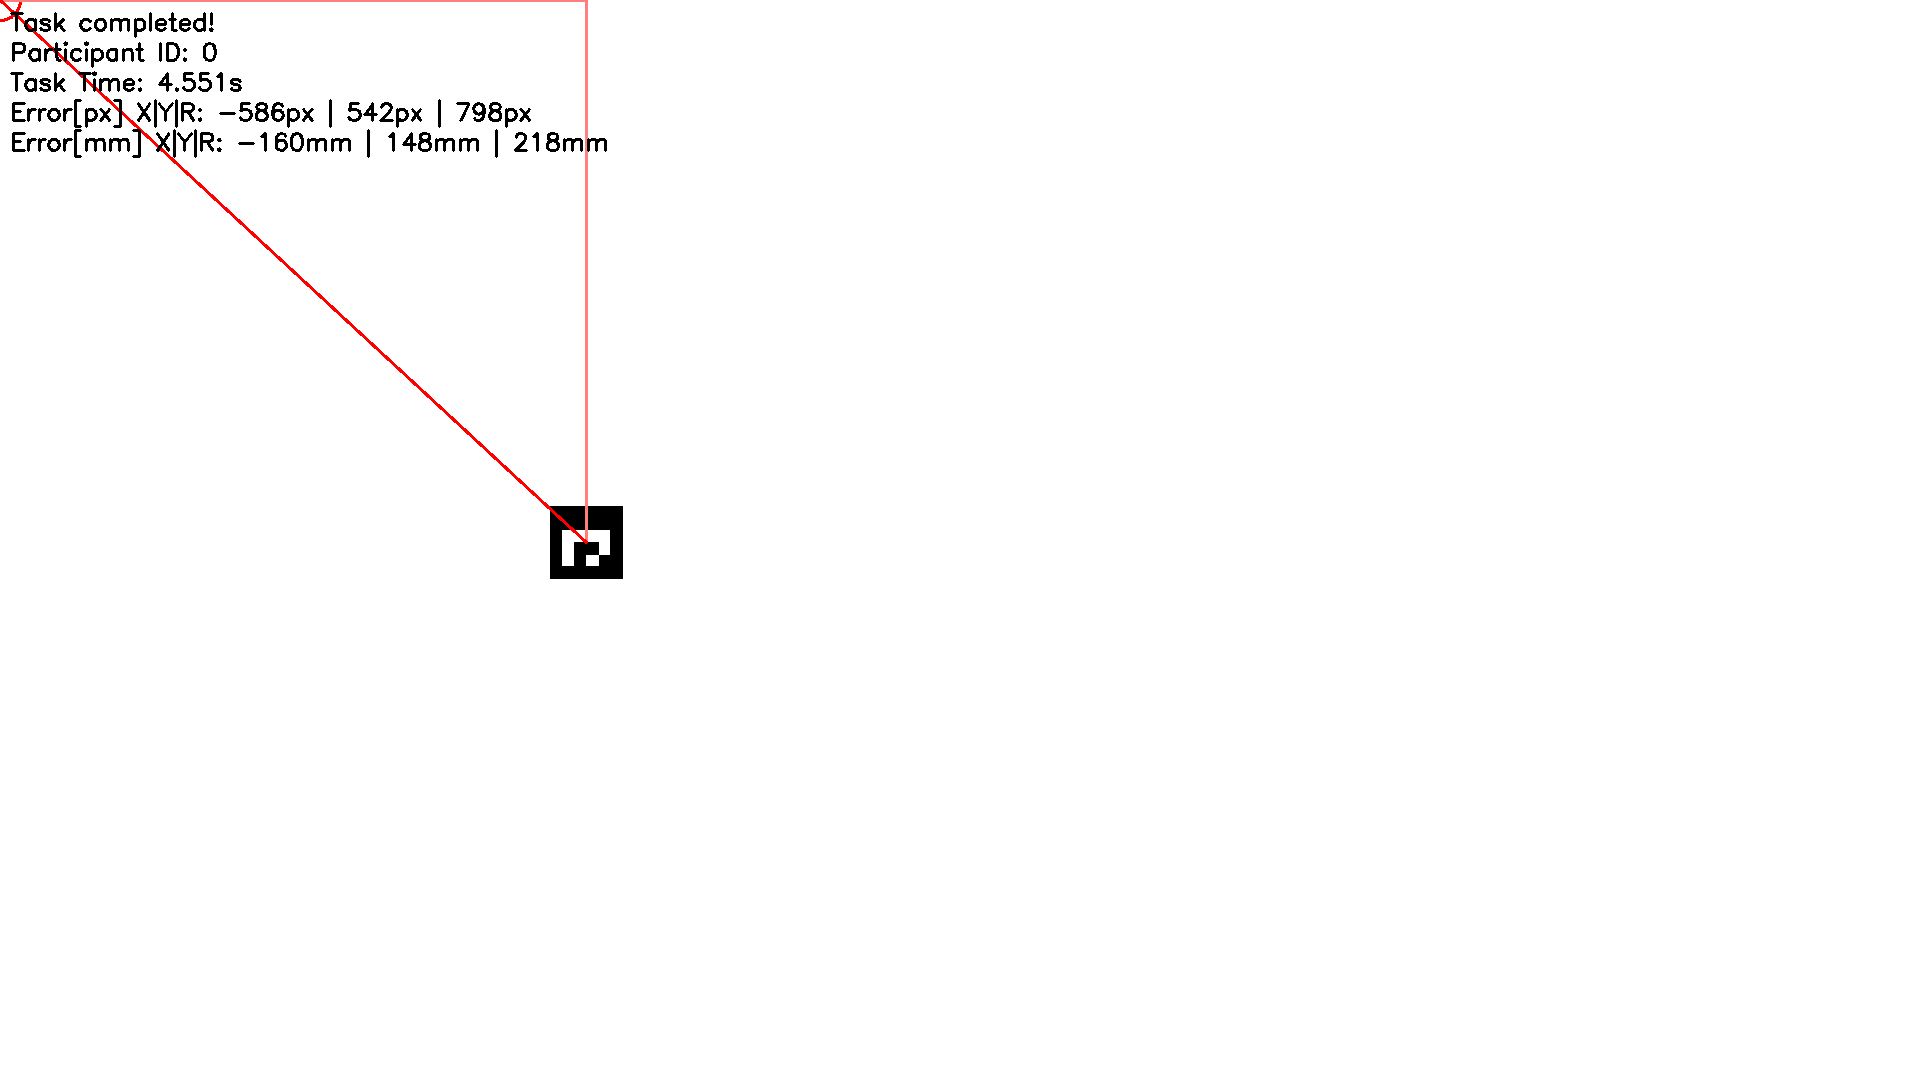 Task completed!
Participant ID: 0
Task Time: 4.551s
Error[px] X|Y|R: -586px | 542px | 798px
Error[mm] X|Y|R: -160mm | 148mm | 218mm